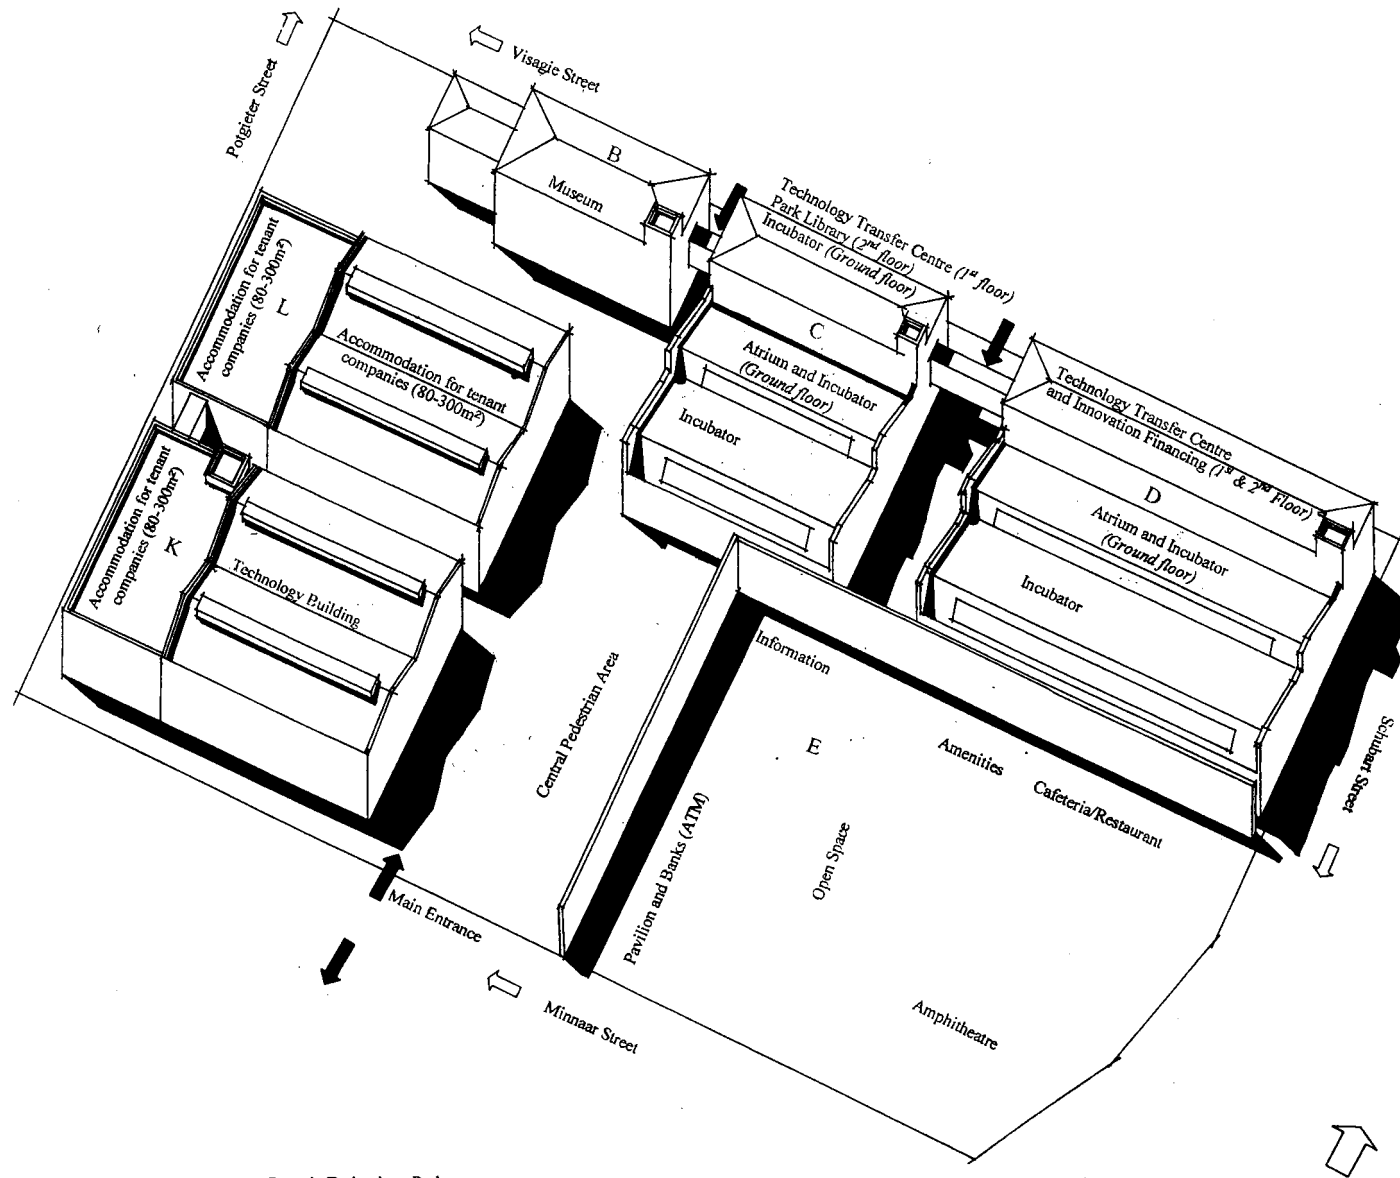 Potgieter Street
Visagie Street
B
Museum
Technology Transfer Centre (1st floor)
Park Library (2nd floor)
Incubator (Ground floor)
C
Atrium and Incubator
(Ground floor)
Incubator
Technology Transfer Centre
and Innovation Financing (1st & 2nd Floor)
D
Atrium and Incubator
(Ground floor)
Incubator
Accommodation for tenant
companies (80-300m²)
L
Accommodation for tenant
companies (80-300m²)
Accommodation for tenant
companies (80-300m²)
K
Technology Building
Central Pedestrian Area
Information
E
Amenities
Cafeteria/Restaurant
Pavilion and Banks (ATM)
Open Space
Schubart Street
Main Entrance
Minnaar Street
Amphitheatre